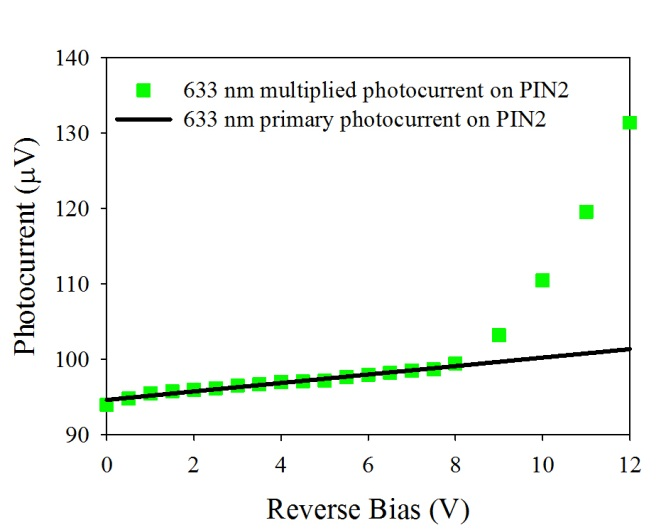 140
130
120
110
100
90
Photocurrent (μV)
633 nm multiplied photocurrent on PIN2
633 nm primary photocurrent on PIN2
0 2 4 6 8 10 12
Reverse Bias (V)